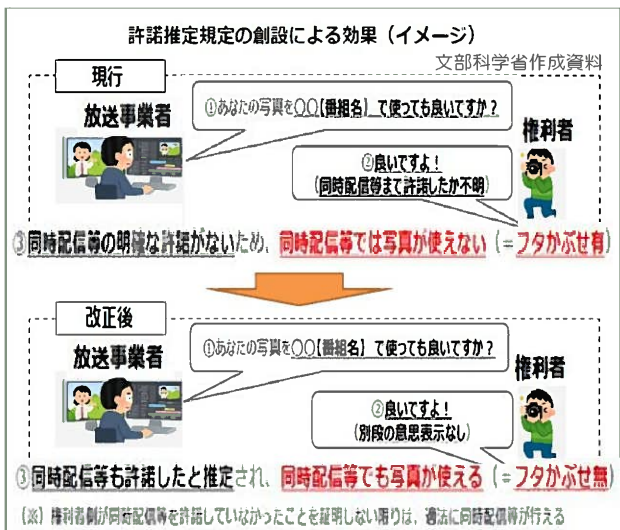 許諾推定規定の創設による効果（イメージ）
文部科学省作成資料
現行
放送事業者
①あなたの写真を〇〇【番組名】で使っても良いですか？
権利者
②良いですよ！
(同時配信等まで許諾したか不明)
③同時配信等の明確な許諾がないため、同時配信等では写真が使えない（＝フタかぶせ有）
改正後
放送事業者
①あなたの写真を〇〇【番組名】で使っても良いですか？
権利者
②良いですよ！
(別段の意思表示なし)
③同時配信等も許諾したと推定され、同時配信等でも写真が使える（＝フタかぶせ無）
(※) 権利者側が同時配信等を許諾していなかったことを証明しない限りは、適法に同時配信等が行える